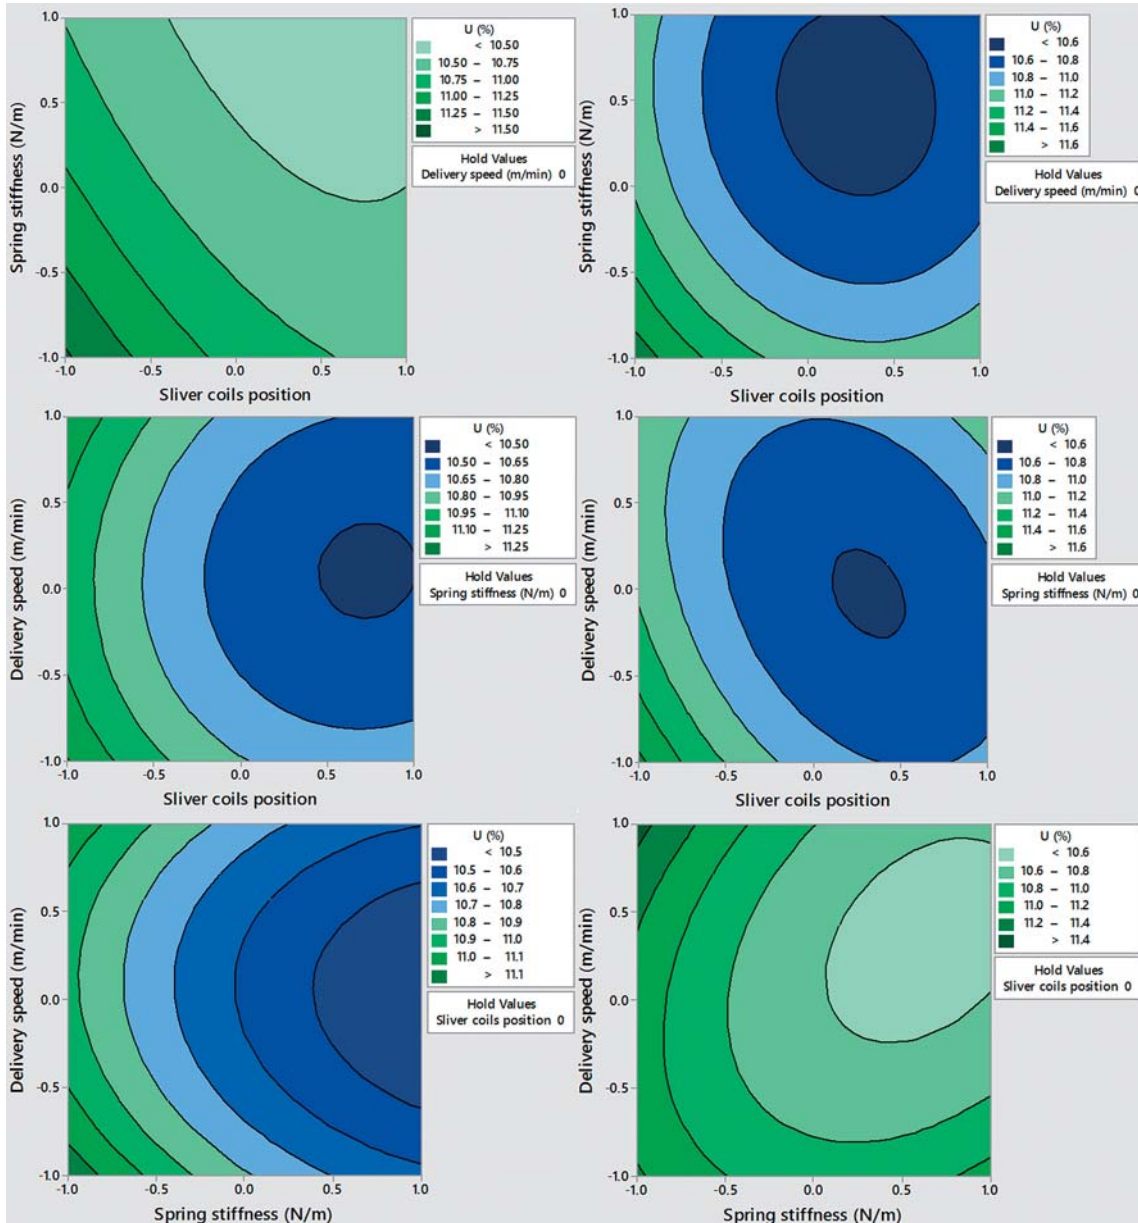 U (%)
< 10.50
10.50 – 10.75
10.75 – 11.00
11.00 – 11.25
11.25 – 11.50
> 11.50
Hold Values
Delivery speed (m/min) 0
Spring stiffness (N/m)
1.0
0.5
0.0
-0.5
-1.0
-1.0 -0.5 0.0 0.5 1.0
Sliver coils position
U (%)
< 10.6
10.6 – 10.8
10.8 – 11.0
11.0 – 11.2
11.2 – 11.4
11.4 – 11.6
> 11.6
Hold Values
Delivery speed (m/min) 0
Spring stiffness (N/m)
1.0
0.5
0.0
-0.5
-1.0
-1.0 -0.5 0.0 0.5 1.0
Sliver coils position
U (%)
< 10.50
10.50 – 10.65
10.65 – 10.80
10.80 – 10.95
10.95 – 11.10
11.10 – 11.25
> 11.25
Hold Values
Spring stiffness (N/m) 0
Delivery speed (m/min)
1.0
0.5
0.0
-0.5
-1.0
-1.0 -0.5 0.0 0.5 1.0
Sliver coils position
U (%)
< 10.6
10.6 – 10.8
10.8 – 11.0
11.0 – 11.2
11.2 – 11.4
11.4 – 11.6
> 11.6
Hold Values
Spring stiffness (N/m) 0
Delivery speed (m/min)
1.0
0.5
0.0
-0.5
-1.0
-1.0 -0.5 0.0 0.5 1.0
Sliver coils position
U (%)
< 10.5
10.5 – 10.6
10.6 – 10.7
10.7 – 10.8
10.8 – 10.9
10.9 – 11.0
11.0 – 11.1
> 11.1
Hold Values
Sliver coils position 0
Delivery speed (m/min)
1.0
0.5
0.0
-0.5
-1.0
-1.0 -0.5 0.0 0.5 1.0
Spring stiffness (N/m)
U (%)
< 10.6
10.6 – 10.8
10.8 – 11.0
11.0 – 11.2
11.2 – 11.4
> 11.4
Hold Values
Sliver coils position 0
Delivery speed (m/min)
1.0
0.5
0.0
-0.5
-1.0
-1.0 -0.5 0.0 0.5 1.0
Spring stiffness (N/m)